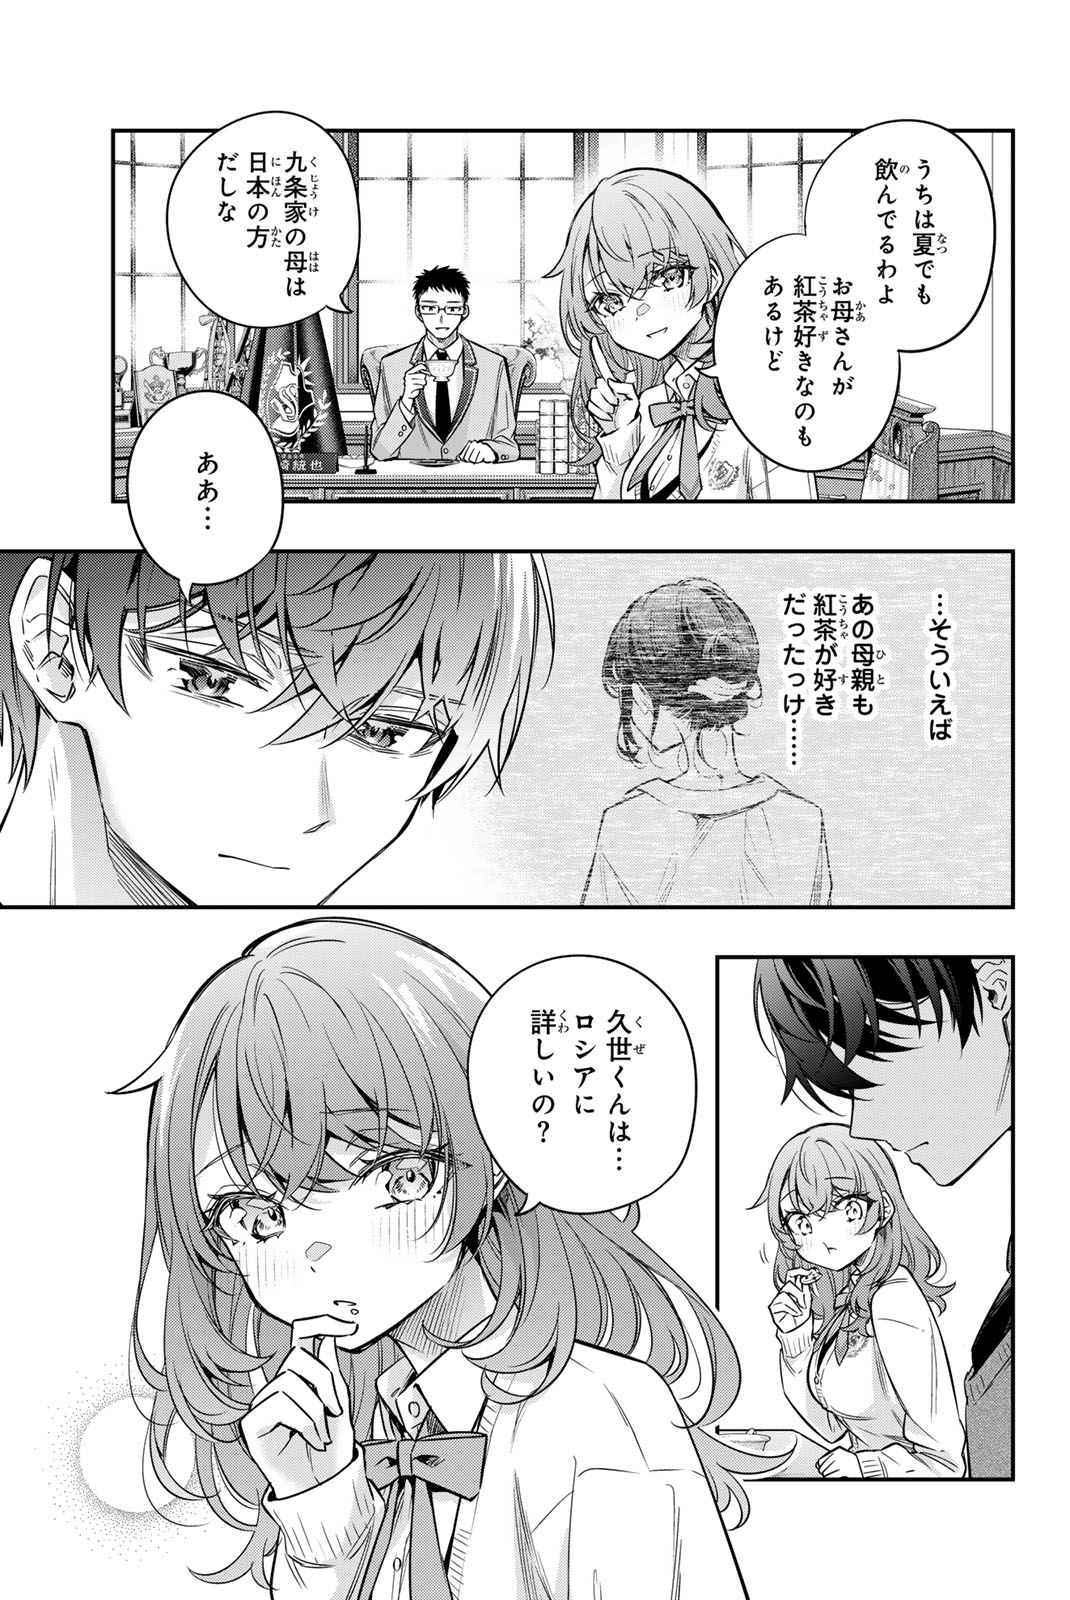 うちは夏でも
飲んでるわよ
お母さんが
紅茶好きなのも
あるけど
九条家の母は
日本の方
だしな
統也
ああ…
…そういえば
あの母親も
紅茶が好き
だったっけ……
久世くんは…
ロシアに
詳しいの？